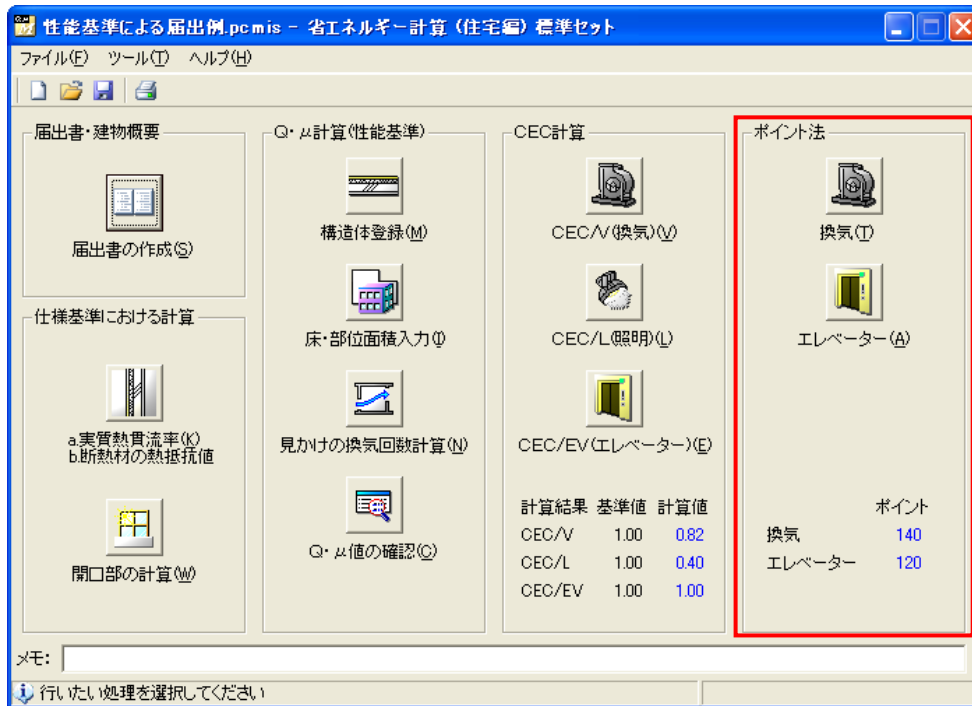 性能基準による届出例.pcmis - 省エネルギー計算（住宅編）標準セット
ファイル(F) ツール(T) ヘルプ(H)
届出書・建物概要
届出書の作成(S)
仕様基準における計算
a.実質熱貫流率(K)
b.断熱材の熱抵抗値
開口部の計算(W)
Q・μ計算(性能基準)
構造体登録(M)
床・部位面積入力(I)
見かけの換気回数計算(N)
Q・μ値の確認(C)
CEC計算
CEC/V(換気)(V)
CEC/L(照明)(L)
CEC/EV(エレベーター)(E)
計算結果 基準値 計算値
CEC/V 1.00 0.82
CEC/L 1.00 0.40
CEC/EV 1.00 1.00
ポイント法
換気(T)
エレベーター(A)
ポイント
換気 140
エレベーター 120
メモ:
行いたい処理を選択してください